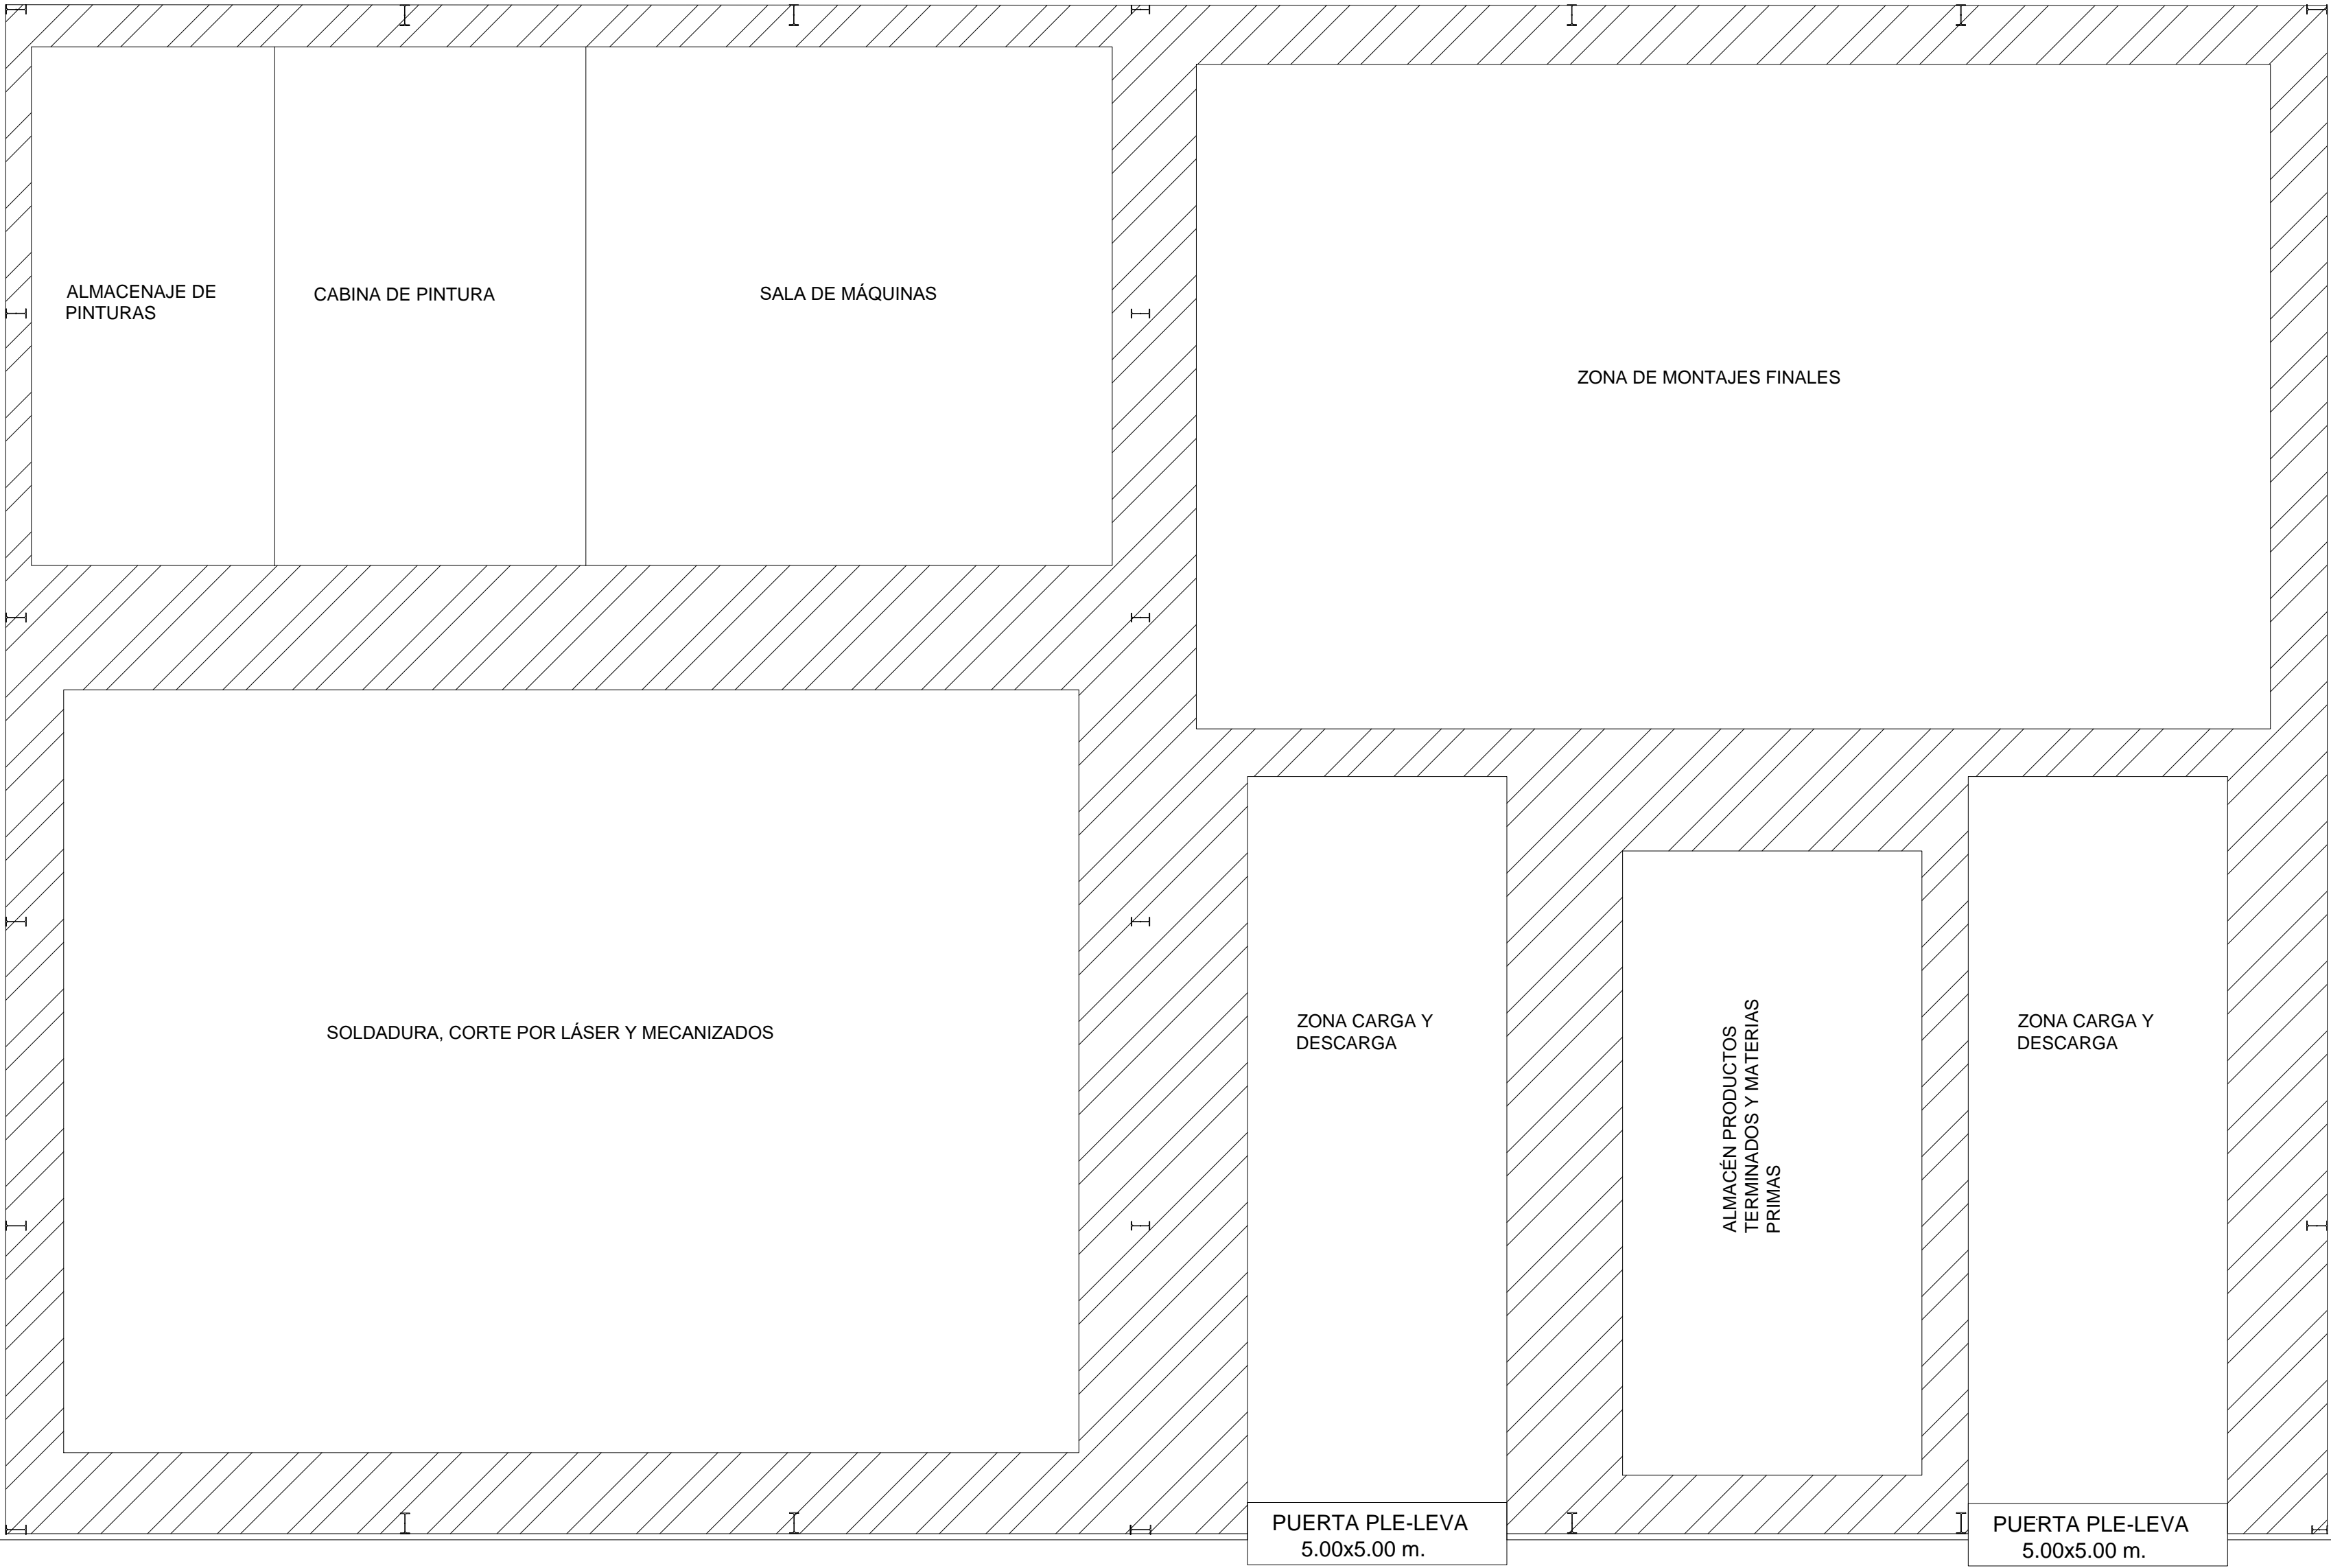 ALMACENAJE DE
PINTURAS
CABINA DE PINTURA
SALA DE MÁQUINAS
ZONA DE MONTAJES FINALES
SOLDADURA, CORTE POR LÁSER Y MECANIZADOS
ZONA CARGA Y
DESCARGA
ALMACÉN PRODUCTOS
TERMINADOS Y MATERIAS
PRIMAS
ZONA CARGA Y
DESCARGA
PUERTA PLE-LEVA
5.00x5.00 m.
PUERTA PLE-LEVA
5.00x5.00 m.